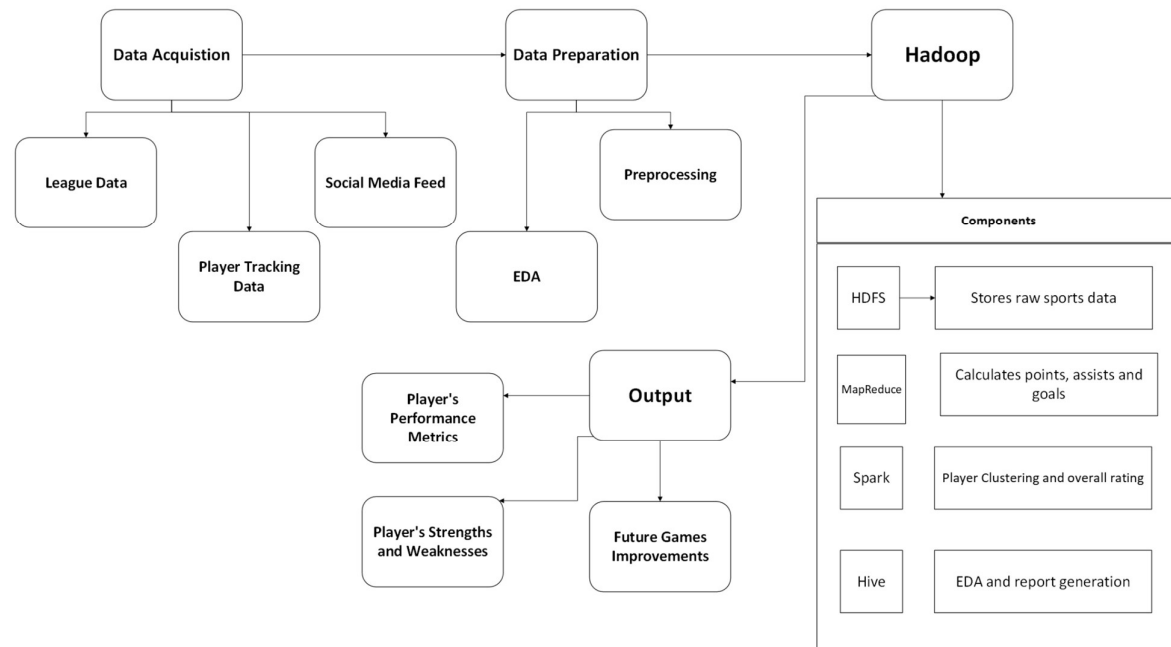 Data Acquistion
Data Preparation
Hadoop
League Data
Social Media Feed
Preprocessing
Player Tracking
Data
EDA
Components
HDFS
Stores raw sports data
MapReduce
Calculates points, assists and
goals
Spark
Player Clustering and overall rating
Hive
EDA and report generation
Output
Player's
Performance
Metrics
Player's Strengths
and Weaknesses
Future Games
Improvements